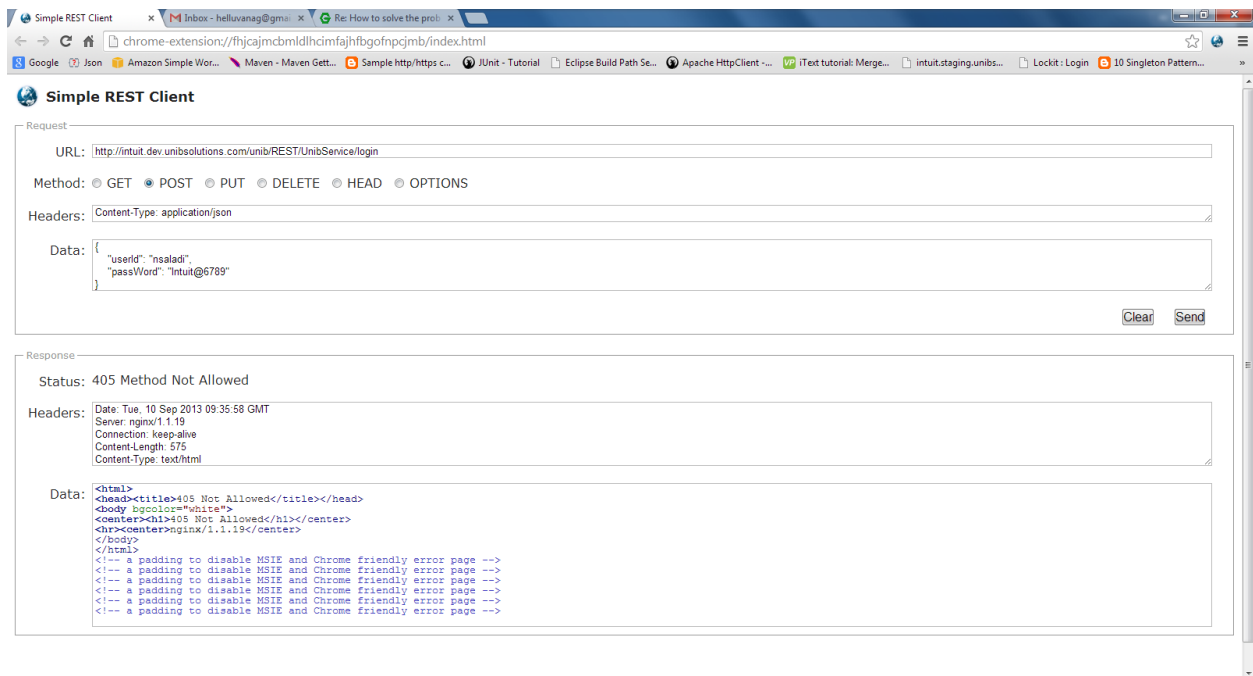 Simple REST Client
Inbox - helluvanag@gmai
Re: How to solve the prob
chrome-extension://fhjcajmcbmldlhcimfajhfbgofnpcjmb/index.html
Google Json Amazon Simple Wor... Maven - Maven Gett... Sample http/https c... JUnit - Tutorial Eclipse Build Path Se... Apache HttpClient -... iText tutorial: Merge... intuit.staging.unibs... Lockit : Login 10 Singleton Pattern... »
Simple REST Client
Request
URL: http://intuit.dev.unibsolutions.com/unib/REST/UnibService/login
Method: GET POST PUT DELETE HEAD OPTIONS
Headers: Content-Type: application/json
Data: {
"userId": "nsaladi",
"passWord": "Intuit@6789"
}
Clear Send
Response
Status: 405 Method Not Allowed
Headers: Date: Tue, 10 Sep 2013 09:35:58 GMT
Server: nginx/1.1.19
Connection: keep-alive
Content-Length: 575
Content-Type: text/html
Data: <html>
<head><title>405 Not Allowed</title></head>
<body bgcolor="white">
<center><h1>405 Not Allowed</h1></center>
<hr><center>nginx/1.1.19</center>
</body>
</html>
<!-- a padding to disable MSIE and Chrome friendly error page -->
<!-- a padding to disable MSIE and Chrome friendly error page -->
<!-- a padding to disable MSIE and Chrome friendly error page -->
<!-- a padding to disable MSIE and Chrome friendly error page -->
<!-- a padding to disable MSIE and Chrome friendly error page -->
<!-- a padding to disable MSIE and Chrome friendly error page -->